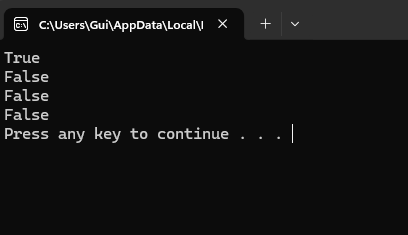 C:\Users\Gui\AppData\Local\I
True
False
False
False
Press any key to continue . . .